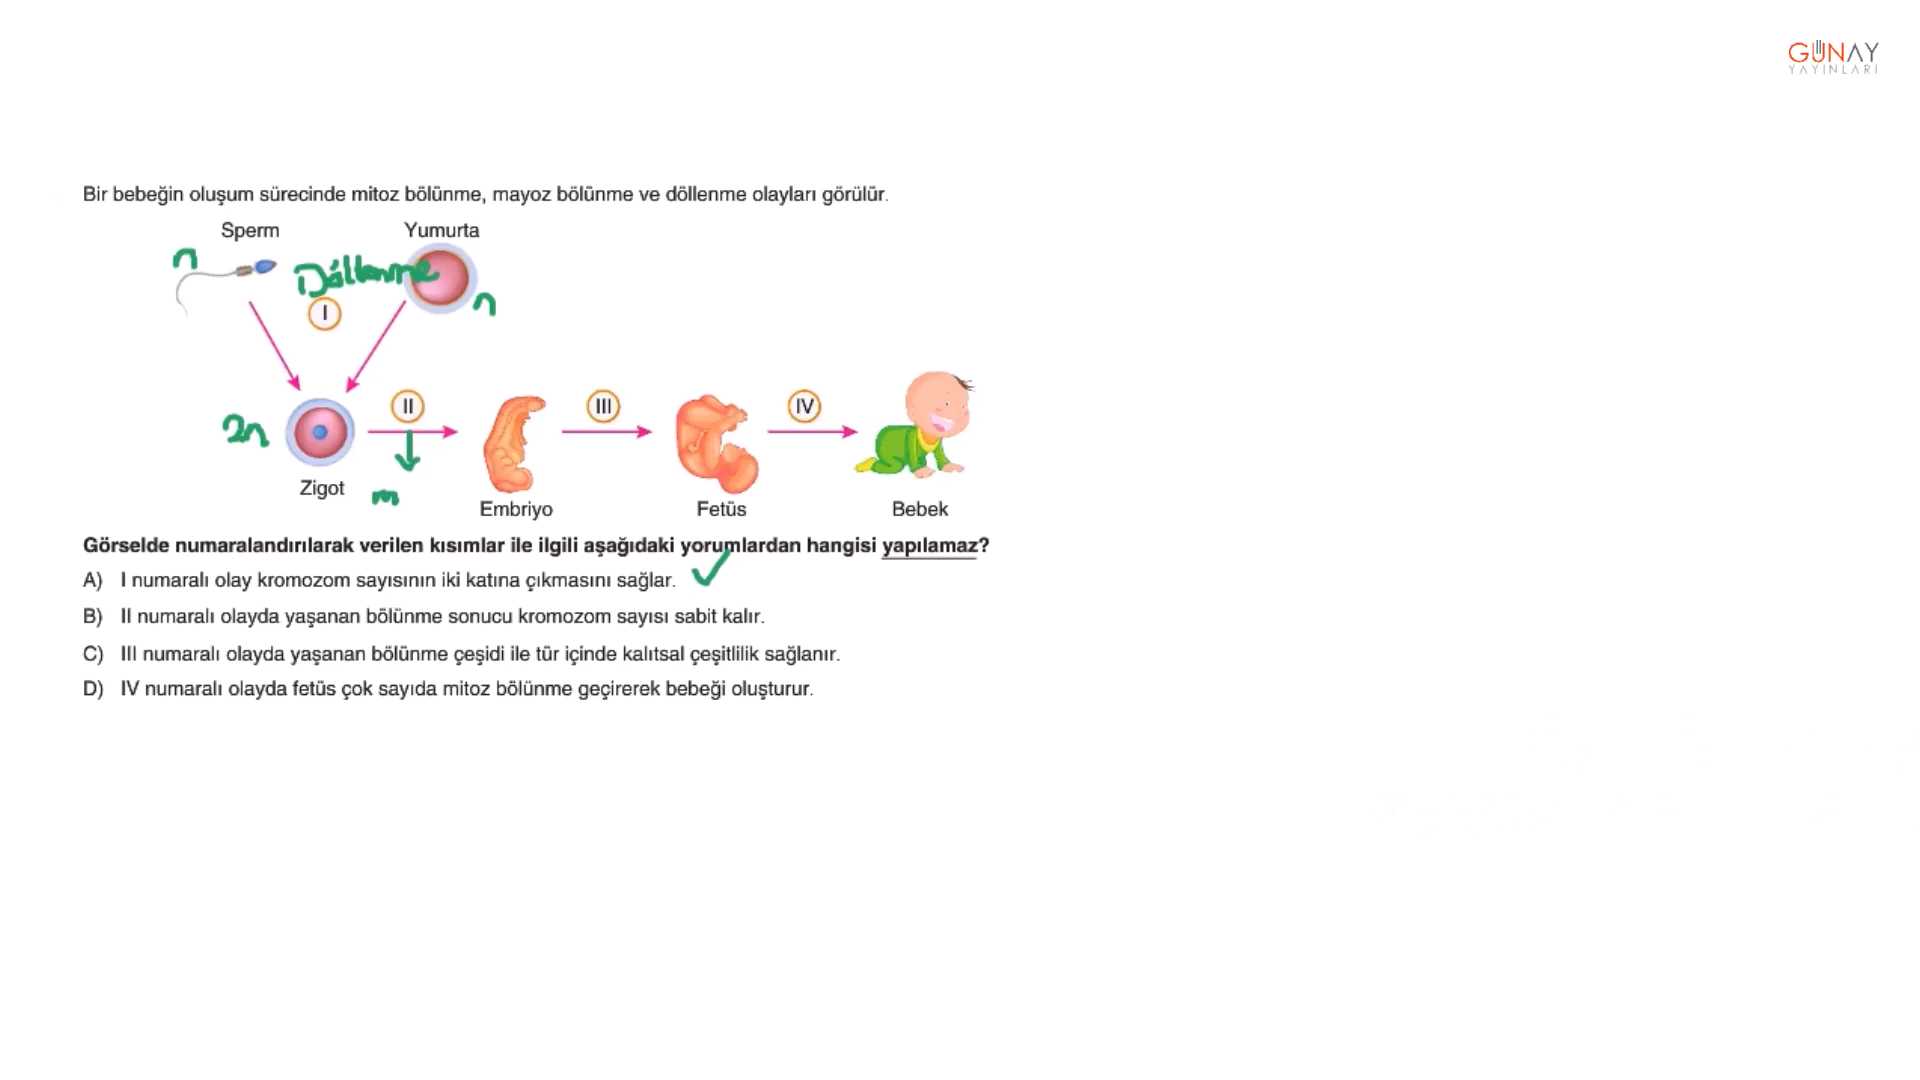 GÜNAY
YAYINLARI
Bir bebeğin oluşum sürecinde mitoz bölünme, mayoz bölünme ve döllenme olayları görülür.
Sperm Yumurta
n Döllenme n
I
2n II III IV
Zigot m
Embriyo Fetüs Bebek
Görselde numaralandırılarak verilen kısımlar ile ilgili aşağıdaki yorumlardan hangisi yapılamaz?
A) I numaralı olay kromozom sayısının iki katına çıkmasını sağlar.
B) II numaralı olayda yaşanan bölünme sonucu kromozom sayısı sabit kalır.
C) III numaralı olayda yaşanan bölünme çeşidi ile tür içinde kalıtsal çeşitlilik sağlanır.
D) IV numaralı olayda fetüs çok sayıda mitoz bölünme geçirerek bebeği oluşturur.